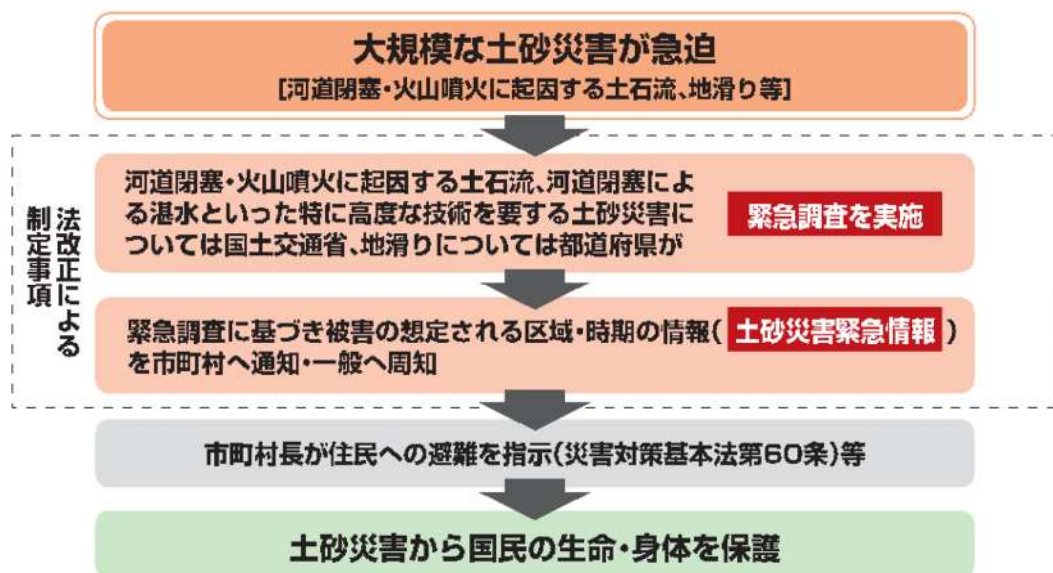 大規模な土砂災害が急迫
[河道閉塞・火山噴火に起因する土石流、地滑り等]
法改正による
制定事項
河道閉塞・火山噴火に起因する土石流、河道閉塞によ
る湛水といった特に高度な技術を要する土砂災害に
ついては国土交通省、地滑りについては都道府県が
緊急調査を実施
緊急調査に基づき被害の想定される区域・時期の情報(土砂災害緊急情報)
を市町村へ通知・一般へ周知
市町村長が住民への避難を指示(災害対策基本法第60条)等
土砂災害から国民の生命・身体を保護